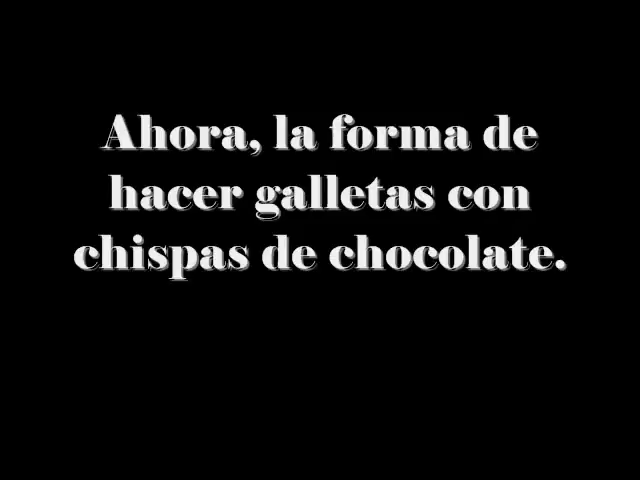 Ahora, la forma de
hacer galletas con
chispas de chocolate.